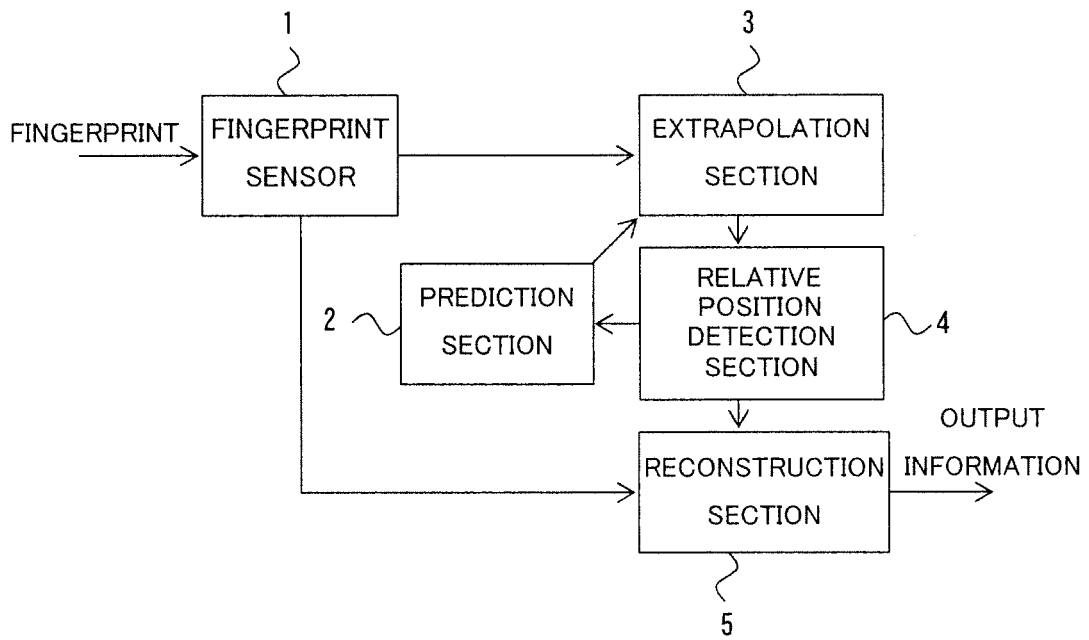 1
3
FINGERPRINT
FINGERPRINT
SENSOR
EXTRAPOLATION
SECTION
2
PREDICTION
SECTION
RELATIVE
POSITION
DETECTION
SECTION
4
OUTPUT
INFORMATION
RECONSTRUCTION
SECTION
5